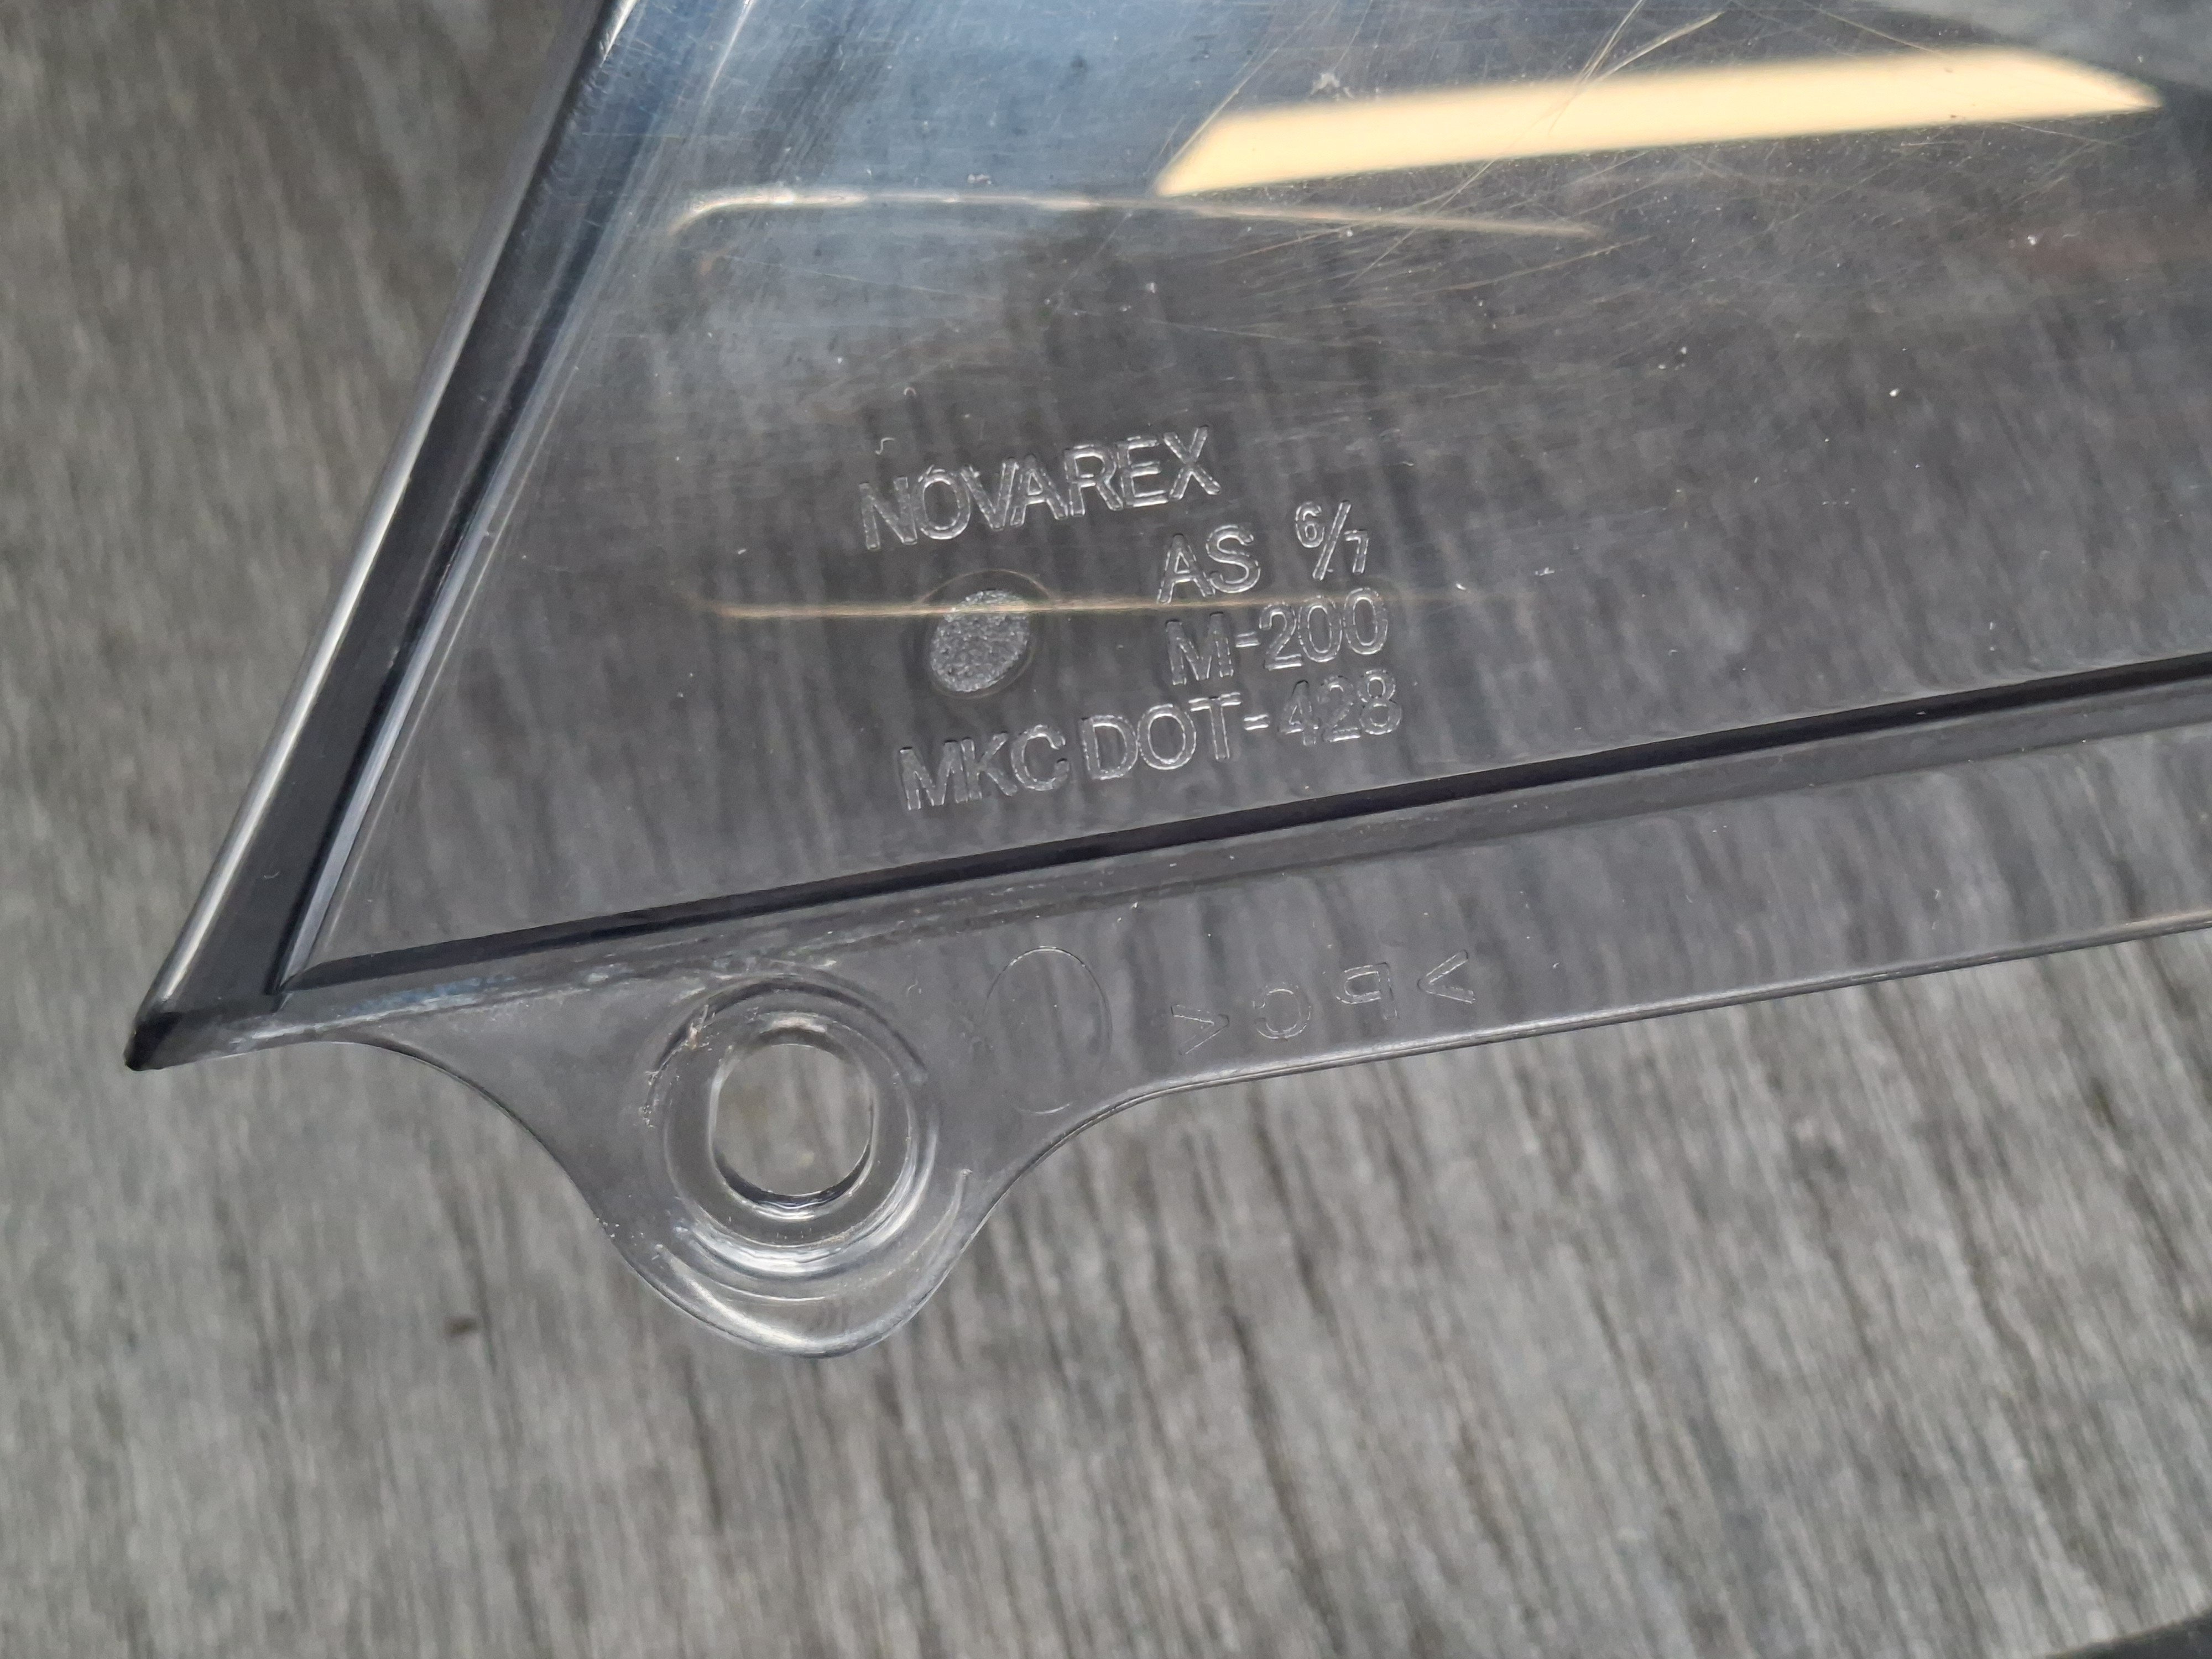 NOVAREX
AS 6/7
M-200
MKC DOT-428
>PC<